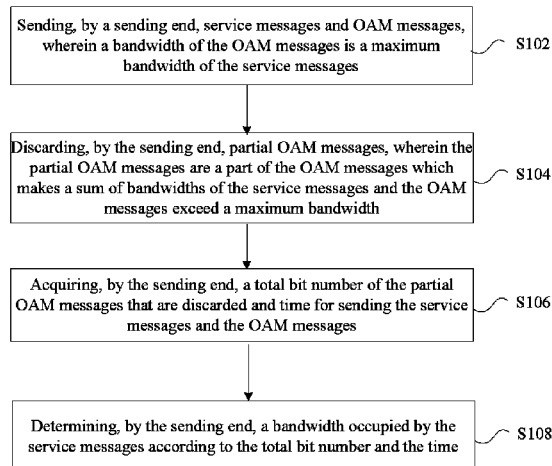 Sending, by a sending end, service messages and OAM messages,
wherein a bandwidth of the OAM messages is a maximum
bandwidth of the service messages
S102
Discarding, by the sending end, partial OAM messages, wherein the
partial OAM messages are a part of the OAM messages which
makes a sum of bandwidths of the service messages and the OAM
messages exceed a maximum bandwidth
S104
Acquiring, by the sending end, a total bit number of the partial
OAM messages that are discarded and time for sending the service
messages and the OAM messages
S106
Determining, by the sending end, a bandwidth occupied by the
service messages according to the total bit number and the time
S108